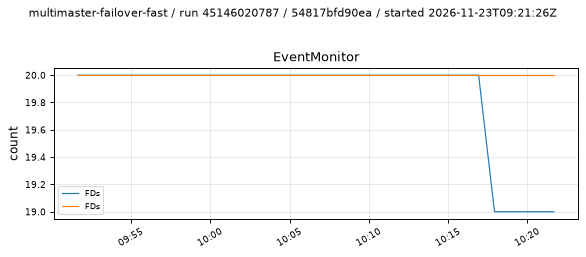 multimaster-failover-fast / run 45146020787 / 54817bfd90ea / started 2026-11-23T09:21:26Z
EventMonitor
count
20.0
19.8
19.6
19.4
19.2
19.0
FDs
FDs
09:55
10:00
10:05
10:10
10:15
10:20